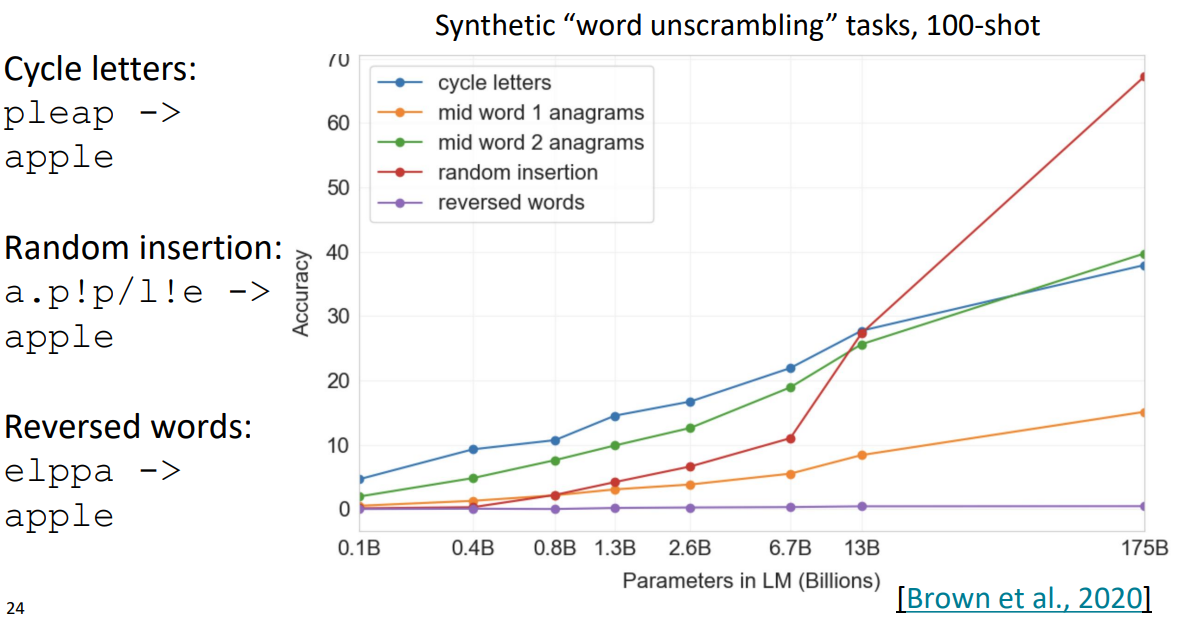 Synthetic “word unscrambling” tasks, 100-shot
Cycle letters:
pleap ->
apple
Random insertion:
a.p!p/l!e ->
apple
Reversed words:
elppa ->
apple
24
cycle letters
mid word 1 anagrams
mid word 2 anagrams
random insertion
reversed words
Accuracy
70
60
50
40
30
20
10
0
0.1B 0.4B 0.8B 1.3B 2.6B 6.7B 13B 175B
Parameters in LM (Billions)
[Brown et al., 2020]